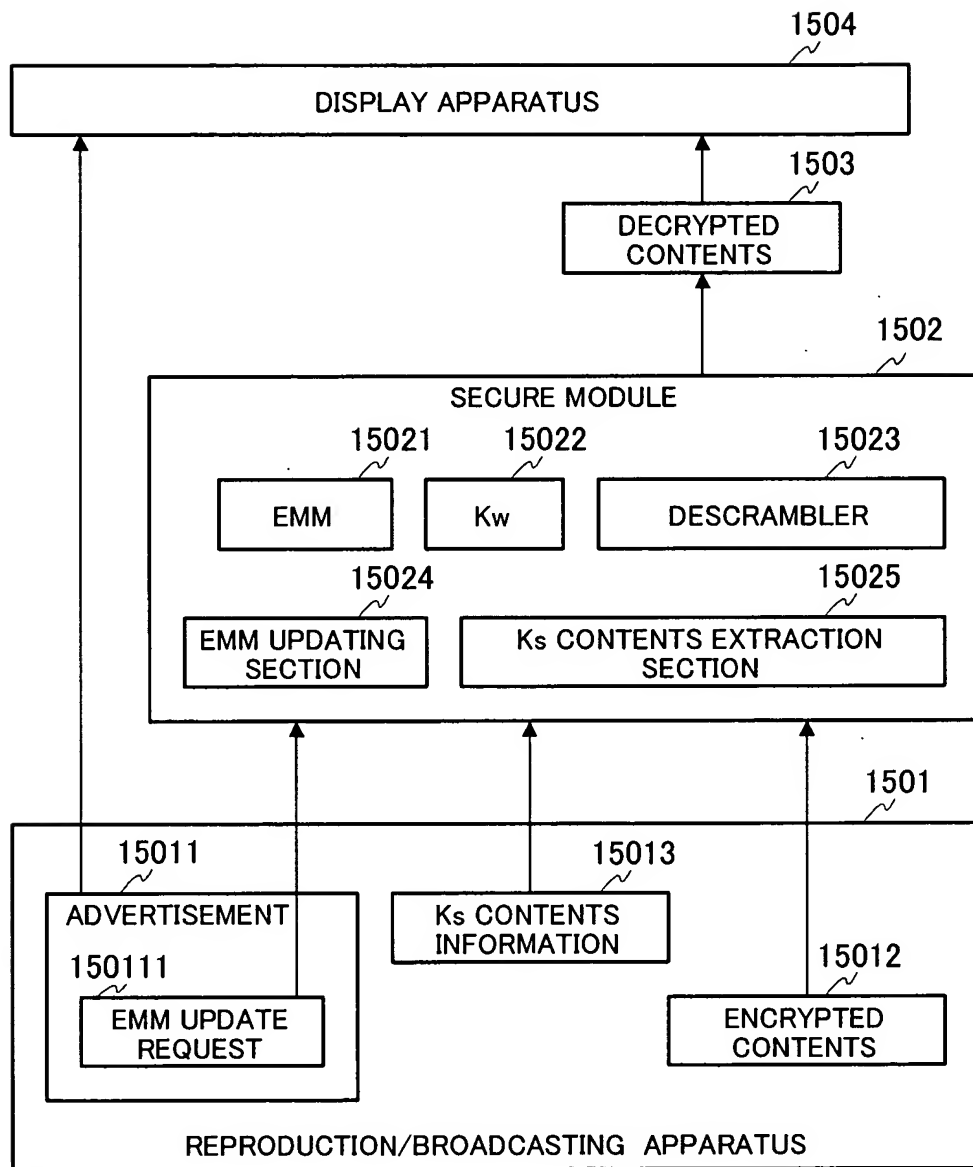 1504
DISPLAY APPARATUS
1503
DECRYPTED
CONTENTS
1502
SECURE MODULE
15021
15022
15023
EMM
Kw
DESCRAMBLER
15024
15025
EMM UPDATING
SECTION
Ks CONTENTS EXTRACTION
SECTION
1501
15011
15013
ADVERTISEMENT
Ks CONTENTS
INFORMATION
150111
15012
EMM UPDATE
REQUEST
ENCRYPTED
CONTENTS
REPRODUCTION/BROADCASTING APPARATUS